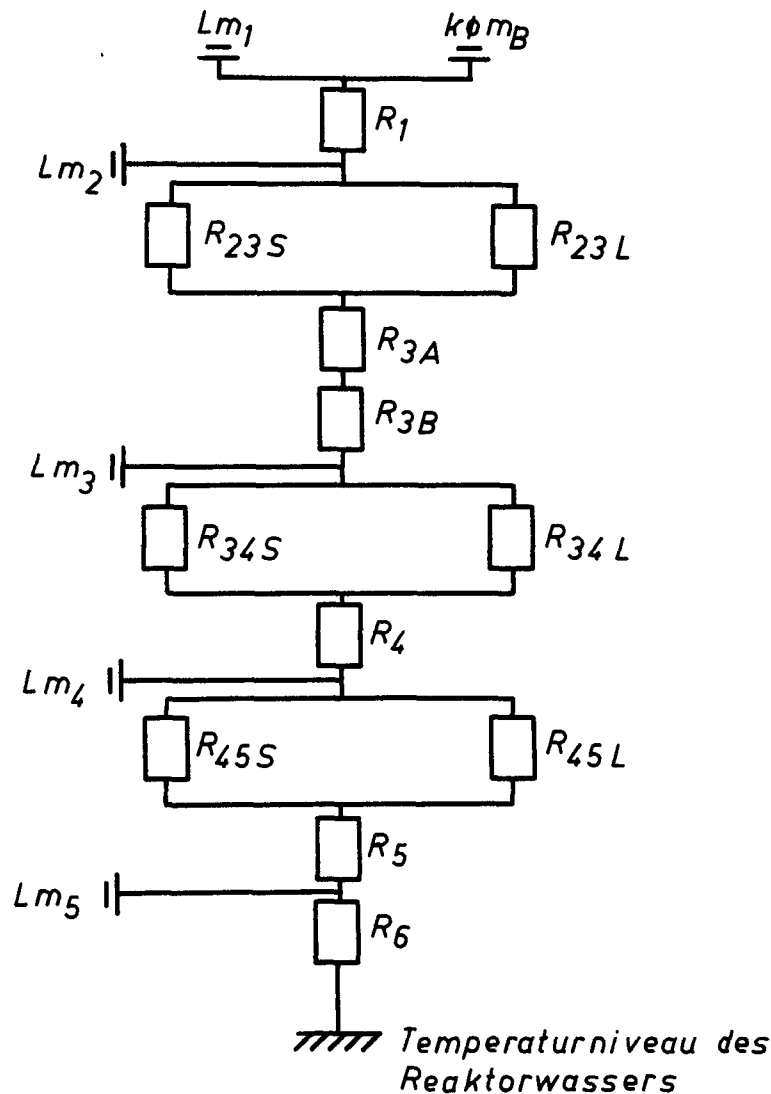 Lm1 kϕmB
R1
Lm2
R23S R23L
R3A
R3B
Lm3
R34S R34L
R4
Lm4
R45S R45L
R5
Lm5
R6
Temperaturniveau des
Reaktorwassers